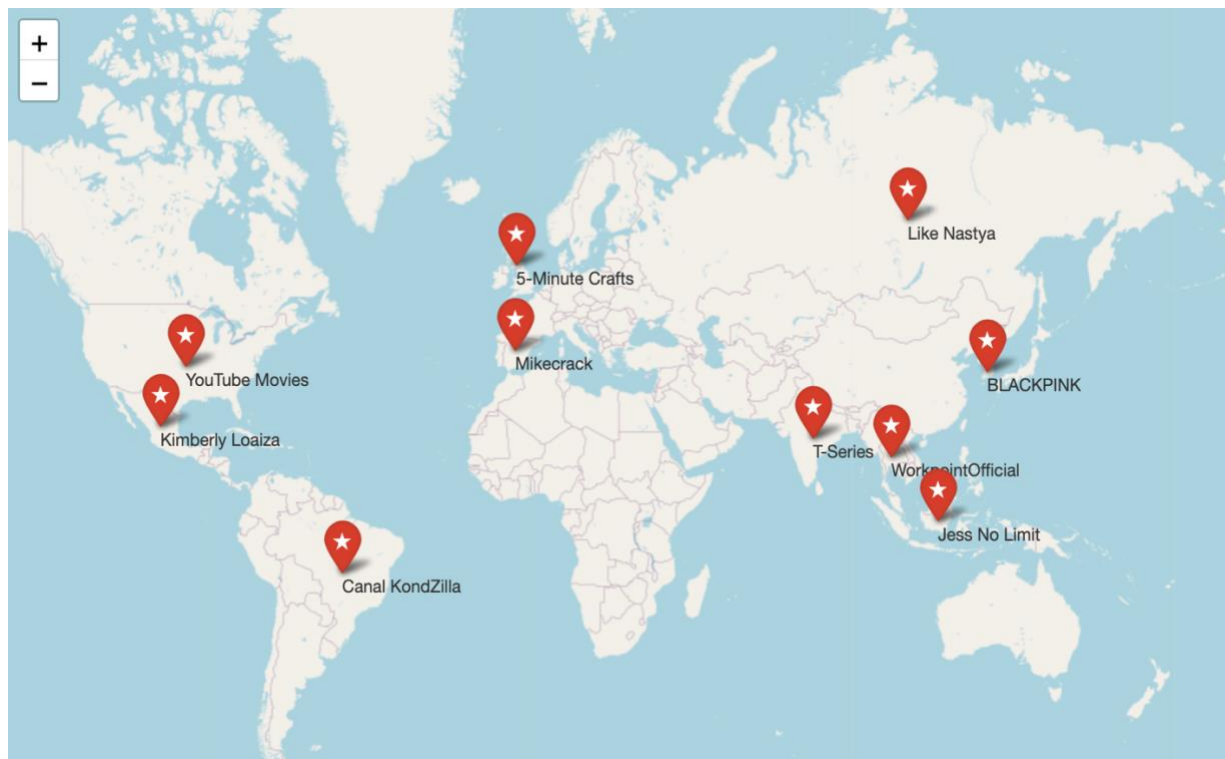 +
−
Like Nastya
5-Minute Crafts
Mikecrack
YouTube Movies
BLACKPINK
Kimberly Loaiza
T-Series
WorkpointOfficial
Jess No Limit
Canal KondZilla